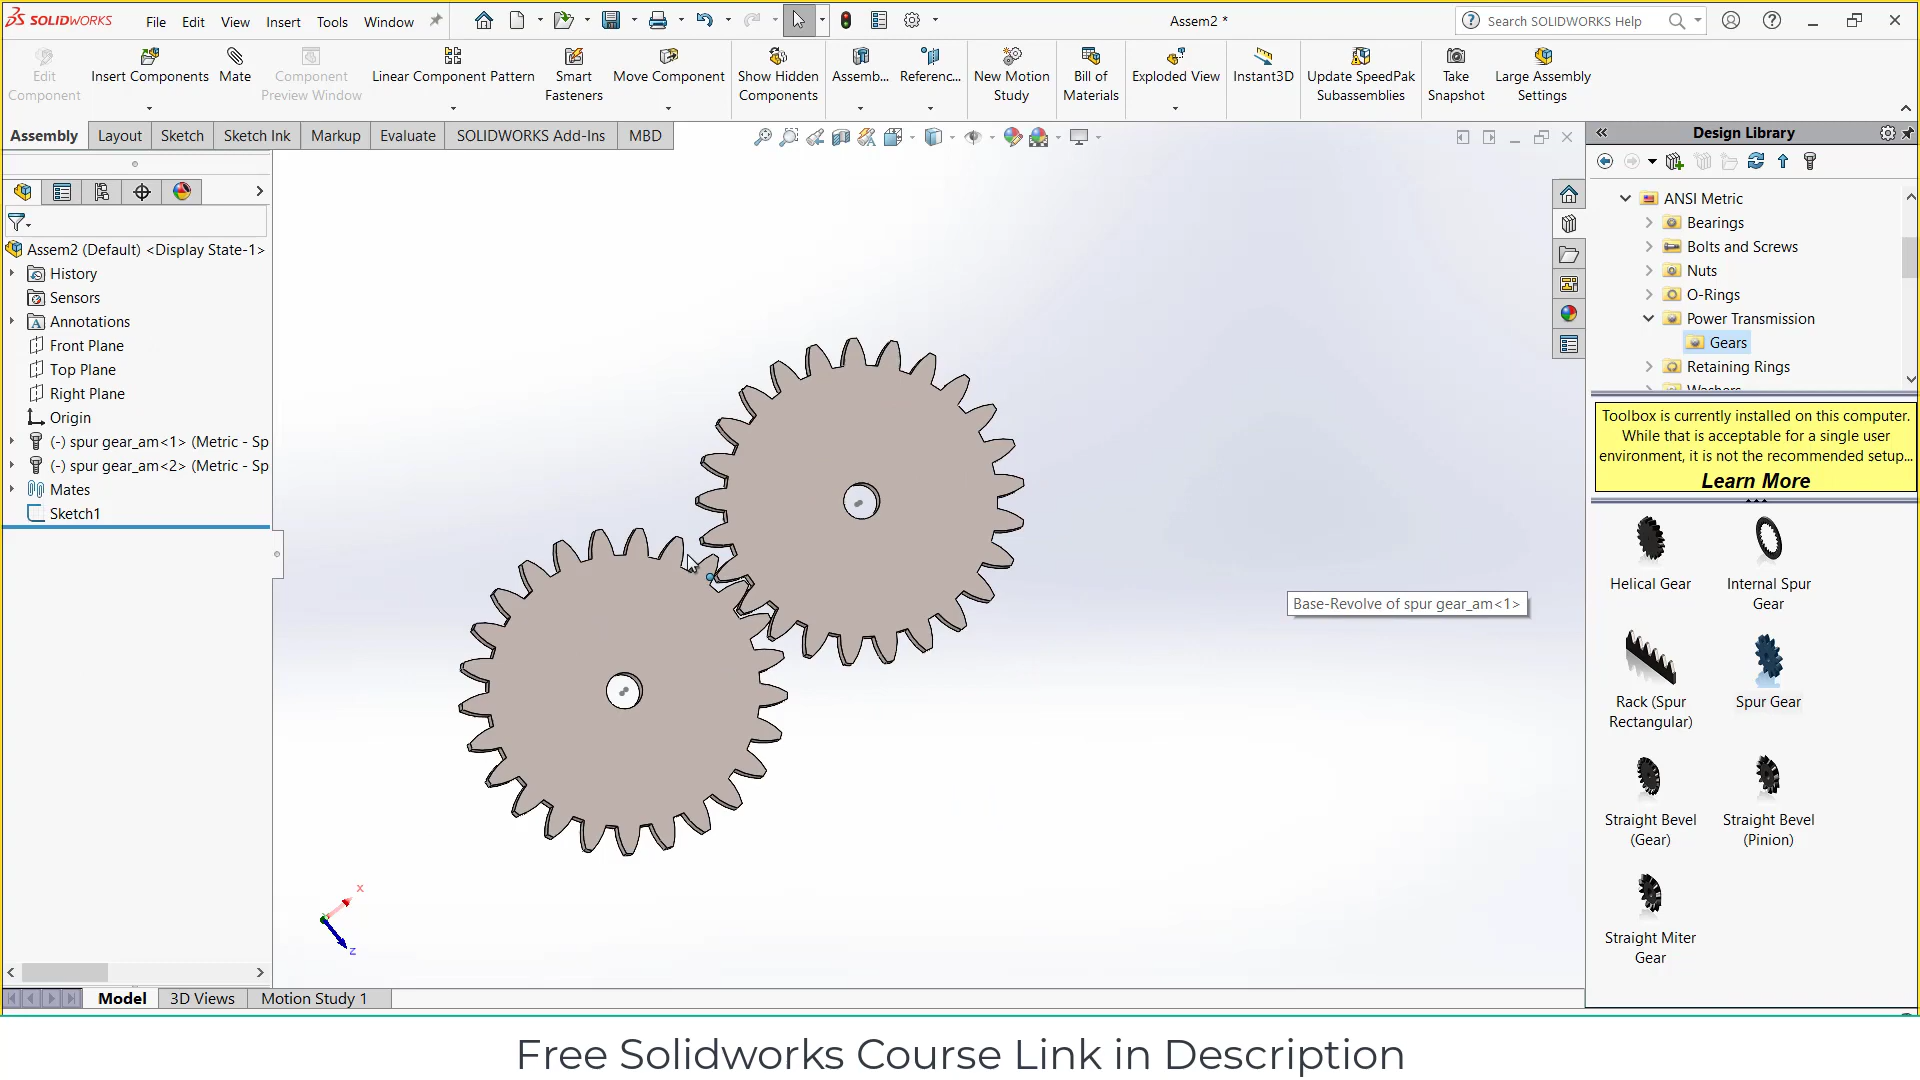 SOLIDWORKS
File Edit View Insert Tools Window
Assem2 *
Search SOLIDWORKS Help
Edit
Component
Insert Components
Mate
Component
Preview Window
Linear Component Pattern
Smart
Fasteners
Move Component
Show Hidden
Components
Assemb...
Referenc...
New Motion
Study
Bill of
Materials
Exploded View
Instant3D
Update SpeedPak
Subassemblies
Take
Snapshot
Large Assembly
Settings
Assembly Layout Sketch Sketch Ink Markup Evaluate SOLIDWORKS Add-Ins MBD
Assem2 (Default) <Display State-1>
History
Sensors
Annotations
Front Plane
Top Plane
Right Plane
Origin
(-) spur gear_am<1> (Metric - Sp
(-) spur gear_am<2> (Metric - Sp
Mates
Sketch1
Base-Revolve of spur gear_am<1>
x
z
Design Library
ANSI Metric
Bearings
Bolts and Screws
Nuts
O-Rings
Power Transmission
Gears
Retaining Rings
Toolbox is currently installed on this computer.
While that is acceptable for a single user
environment, it is not the recommended setup...
Learn More
Helical Gear
Internal Spur
Gear
Rack (Spur
Rectangular)
Spur Gear
Straight Bevel
(Gear)
Straight Bevel
(Pinion)
Straight Miter
Gear
Model 3D Views Motion Study 1
Free Solidworks Course Link in Description